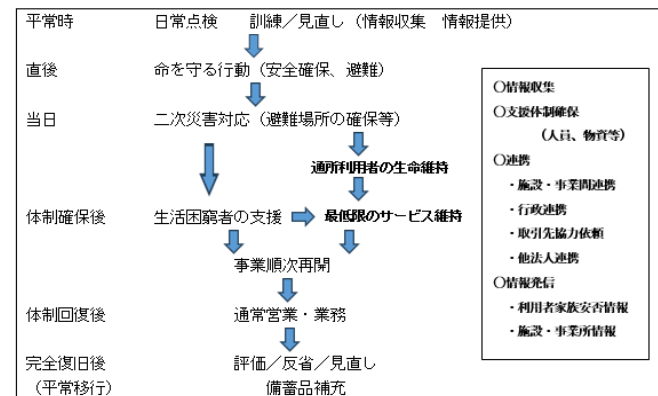 平常時 日常点検 訓練／見直し（情報収集 情報提供）
直後 命を守る行動（安全確保、避難）
当日 二次災害対応（避難場所の確保等）
通所利用者の生命維持
体制確保後 生活困窮者の支援 最低限のサービス維持
事業順次再開
体制回復後 通常営業・業務
完全復旧後 評価／反省／見直し
（平常移行） 備蓄品補充
〇情報収集
〇支援体制確保
（人員、物資等）
〇連携
・施設・事業間連携
・行政連携
・取引先協力依頼
・他法人連携
〇情報発信
・利用者家族安否情報
・施設・事業所情報